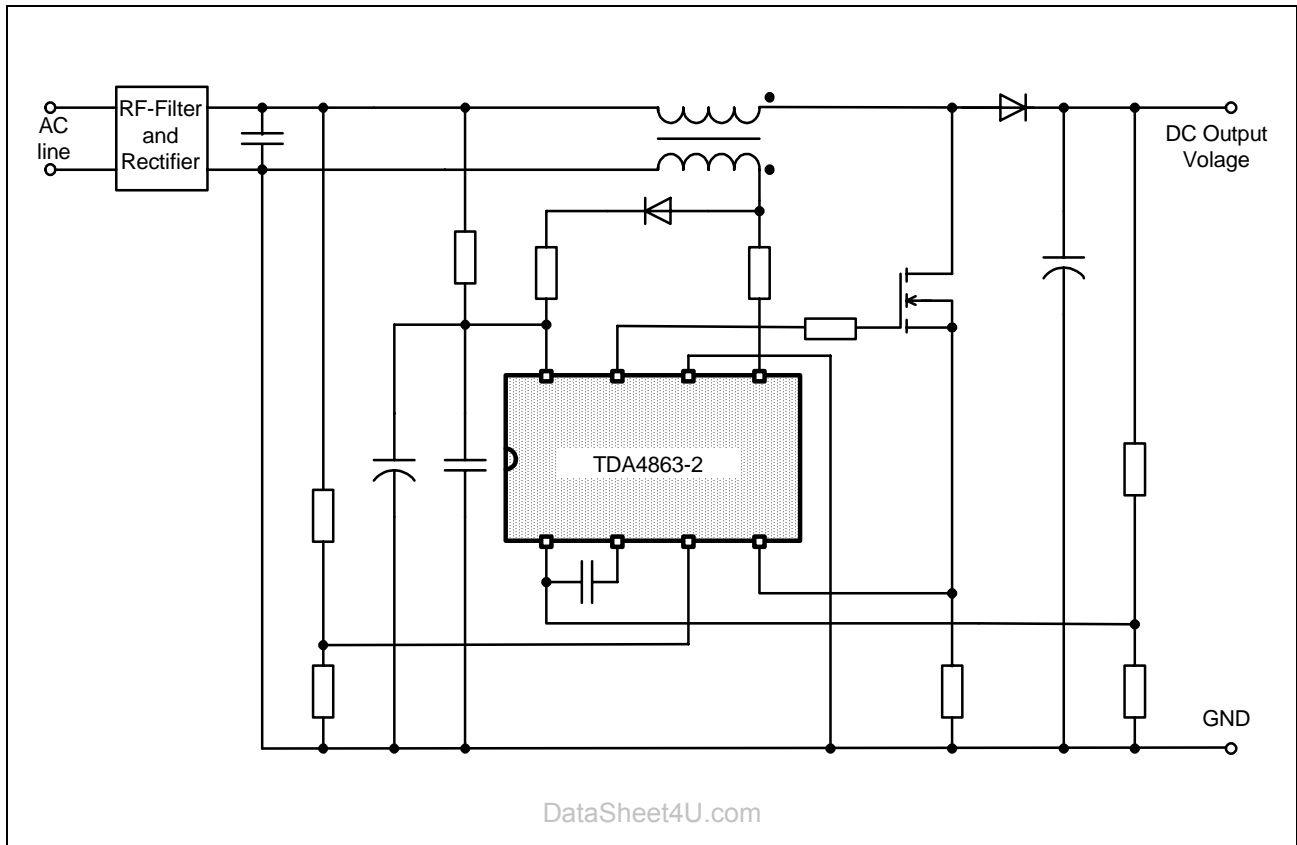 AC
line
RF-Filter
and
Rectifier
DC Output
Volage
TDA4863-2
GND
DataSheet4U.com